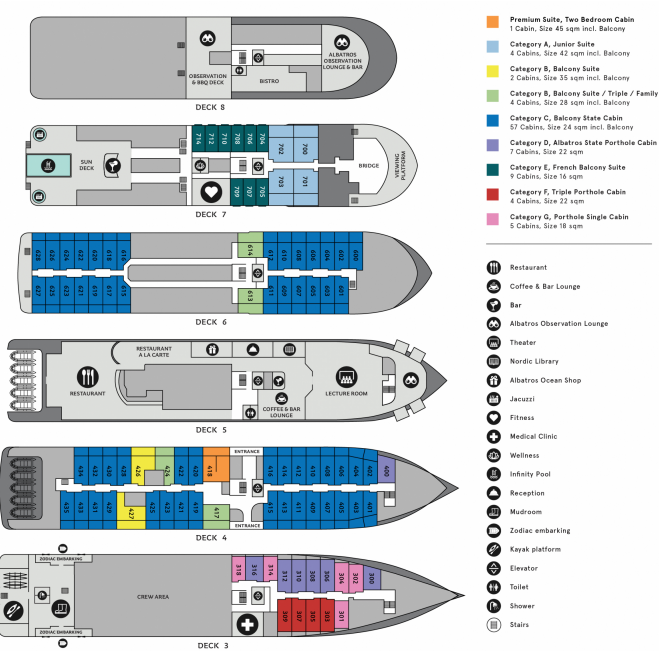 ALBATROS
OBSERVATION
LOUNGE & BAR
OBSERVATION
& BBQ DECK
BISTRO
DECK 8
714
712
710
708
706
704
702
700
SUN
DECK
BRIDGE
VIEWING
PLATFORM
709
707
705
703
701
DECK 7
628
626
624
622
620
618
616
614
612
610
608
606
604
602
600
627
625
623
621
619
617
615
613
611
609
607
605
603
601
DECK 6
RESTAURANT
A LA CARTE
RESTAURANT
COFFEE & BAR
LOUNGE
LECTURE ROOM
DECK 5
ENTRANCE
434
432
430
428
426
424
422
420
418
416
414
412
410
408
406
404
402
400
435
433
431
429
427
425
423
421
419
417
415
413
411
409
407
405
403
401
ENTRANCE
DECK 4
ZODIAC EMBARKING
318
316
314
312
310
308
306
304
302
300
CREW AREA
309
307
305
303
301
ZODIAC EMBARKING
DECK 3
Premium Suite, Two Bedroom Cabin
1 Cabin, Size 45 sqm incl. Balcony
Category A, Junior Suite
4 Cabins, Size 42 sqm incl. Balcony
Category B, Balcony Suite
2 Cabins, Size 35 sqm incl. Balcony
Category B, Balcony Suite / Triple / Family
4 Cabins, Size 28 sqm incl. Balcony
Category C, Balcony State Cabin
57 Cabins, Size 24 sqm incl. Balcony
Category D, Albatros State Porthole Cabin
7 Cabins, Size 22 sqm
Category E, French Balcony Suite
9 Cabins, Size 16 sqm
Category F, Triple Porthole Cabin
4 Cabins, Size 22 sqm
Category G, Porthole Single Cabin
5 Cabins, Size 18 sqm
Restaurant
Coffee & Bar Lounge
Bar
Albatros Observation Lounge
Theater
Nordic Library
Albatros Ocean Shop
Jacuzzi
Fitness
Medical Clinic
Wellness
Infinity Pool
Reception
Mudroom
Zodiac embarking
Kayak platform
Elevator
Toilet
Shower
Stairs